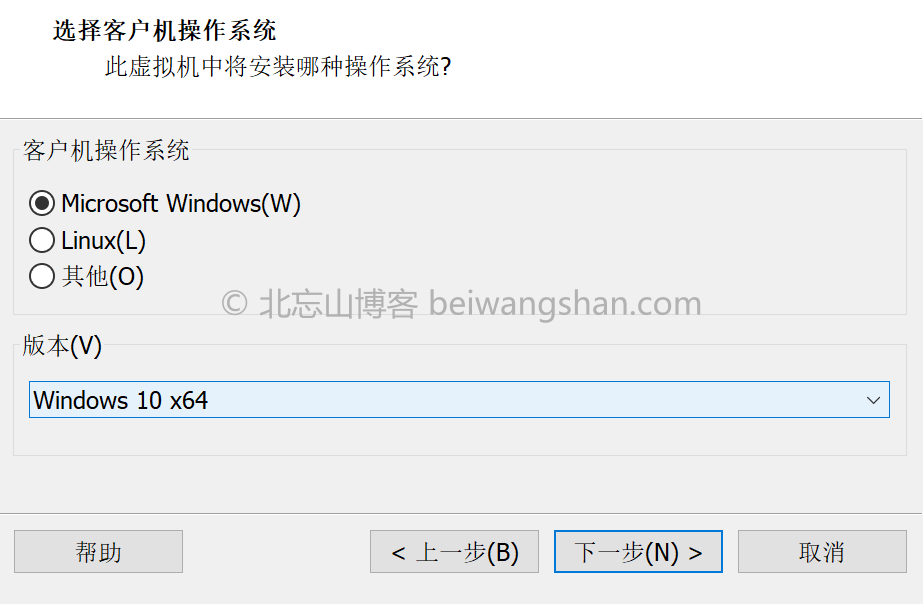 选择客户机操作系统
此虚拟机中将安装哪种操作系统?
客户机操作系统
Microsoft Windows(W)
Linux(L)
其他(O)
© 北忘山博客 beiwangshan.com
版本(V)
Windows 10 x64
帮助
< 上一步(B)
下一步(N) >
取消